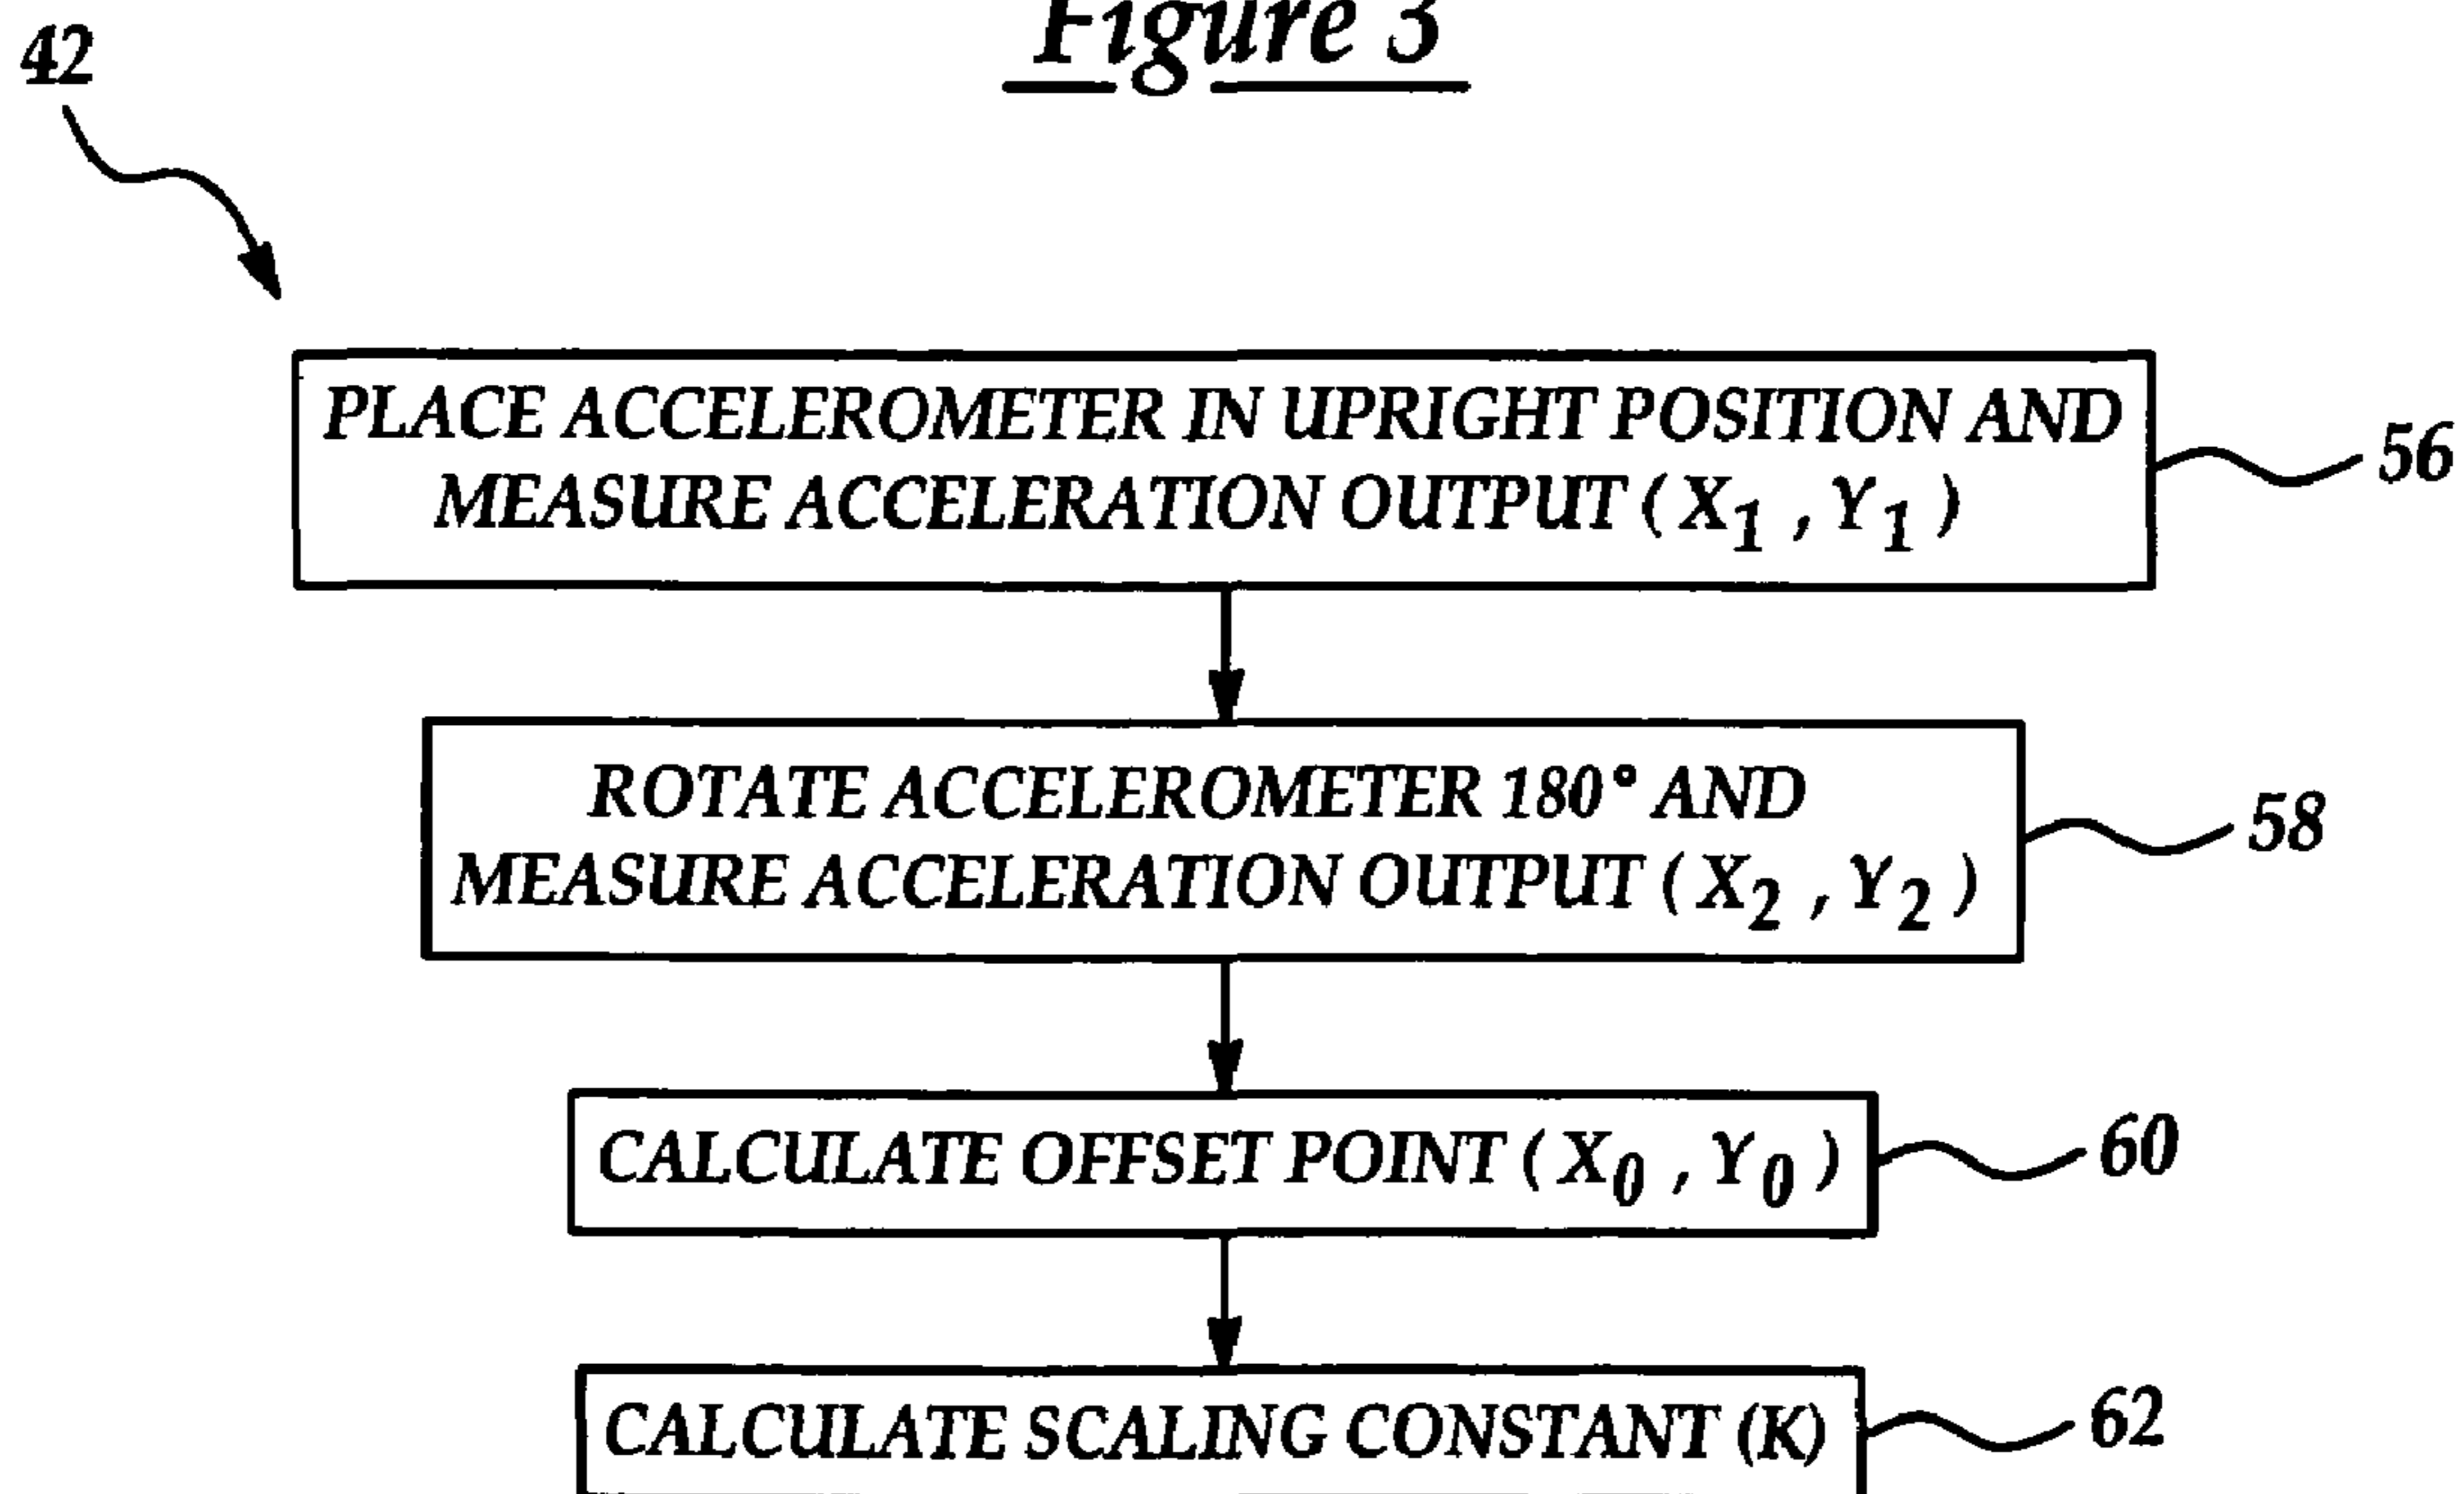 Figure 3
42
PLACE ACCELEROMETER IN UPRIGHT POSITION AND
MEASURE ACCELERATION OUTPUT ( X₁ , Y₁ )
56
ROTATE ACCELEROMETER 180° AND
MEASURE ACCELERATION OUTPUT ( X₂ , Y₂ )
58
CALCULATE OFFSET POINT ( X₀ , Y₀ )
60
CALCULATE SCALING CONSTANT (K)
62